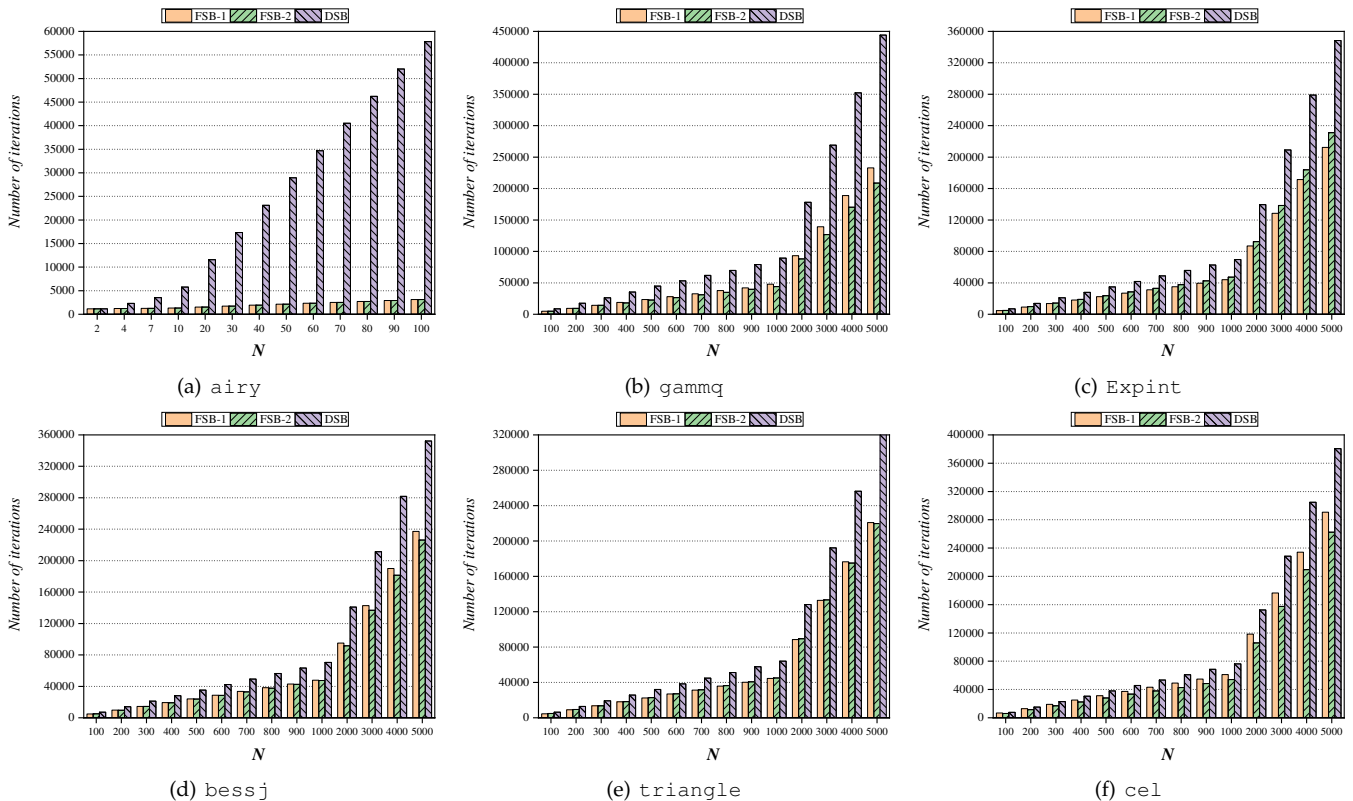 FSB-1 FSB-2 DSB
60000
55000
50000
45000
40000
35000
30000
25000
20000
15000
10000
5000
0
Number of iterations
2 4 7 10 20 30 40 50 60 70 80 90 100
N
(a) airy
FSB-1 FSB-2 DSB
450000
400000
350000
300000
250000
200000
150000
100000
50000
0
Number of iterations
100 200 300 400 500 600 700 800 900 1000 2000 3000 4000 5000
N
(b) gammq
FSB-1 FSB-2 DSB
360000
320000
280000
240000
200000
160000
120000
80000
40000
0
Number of iterations
100 200 300 400 500 600 700 800 900 1000 2000 3000 4000 5000
N
(c) Expint
FSB-1 FSB-2 DSB
360000
320000
280000
240000
200000
160000
120000
80000
40000
0
Number of iterations
100 200 300 400 500 600 700 800 900 1000 2000 3000 4000 5000
N
(d) bessj
FSB-1 FSB-2 DSB
320000
280000
240000
200000
160000
120000
80000
40000
0
Number of iterations
100 200 300 400 500 600 700 800 900 1000 2000 3000 4000 5000
N
(e) triangle
FSB-1 FSB-2 DSB
400000
360000
320000
280000
240000
200000
160000
120000
80000
40000
0
Number of iterations
100 200 300 400 500 600 700 800 900 1000 2000 3000 4000 5000
N
(f) cel